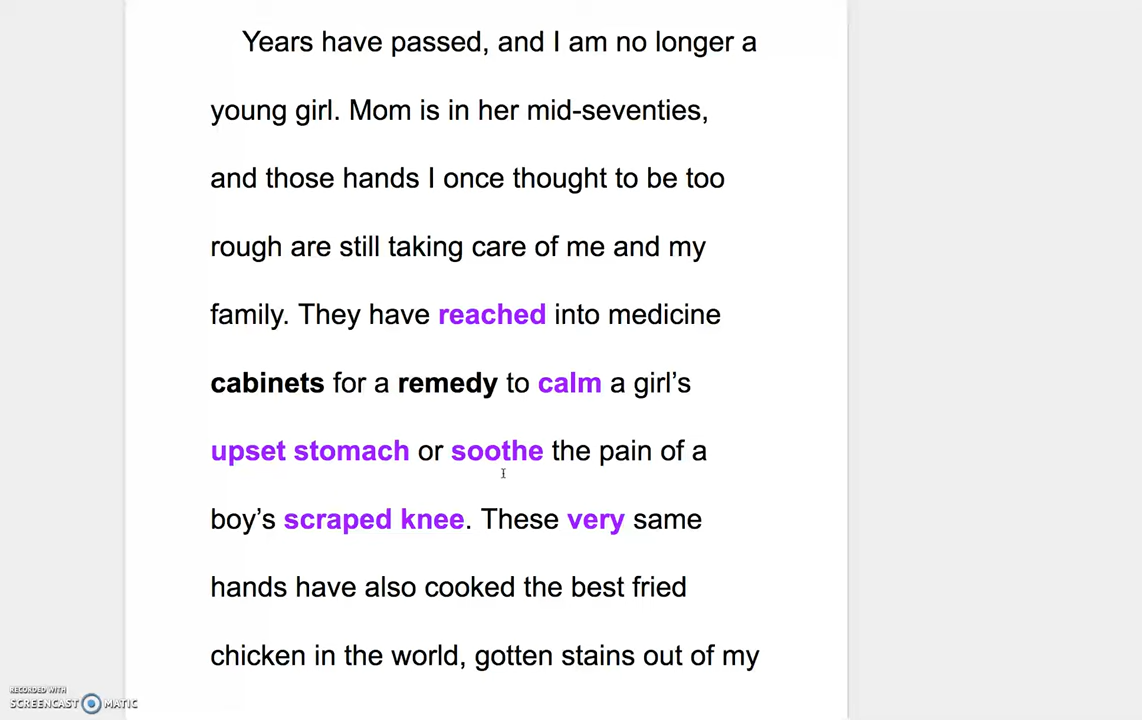 Years have passed, and I am no longer a
young girl. Mom is in her mid-seventies,
and those hands I once thought to be too
rough are still taking care of me and my
family. They have reached into medicine
cabinets for a remedy to calm a girl’s
upset stomach or soothe the pain of a
boy’s scraped knee. These very same
hands have also cooked the best fried
chicken in the world, gotten stains out of my
RECORDED WITH
SCREENCAST MATIC